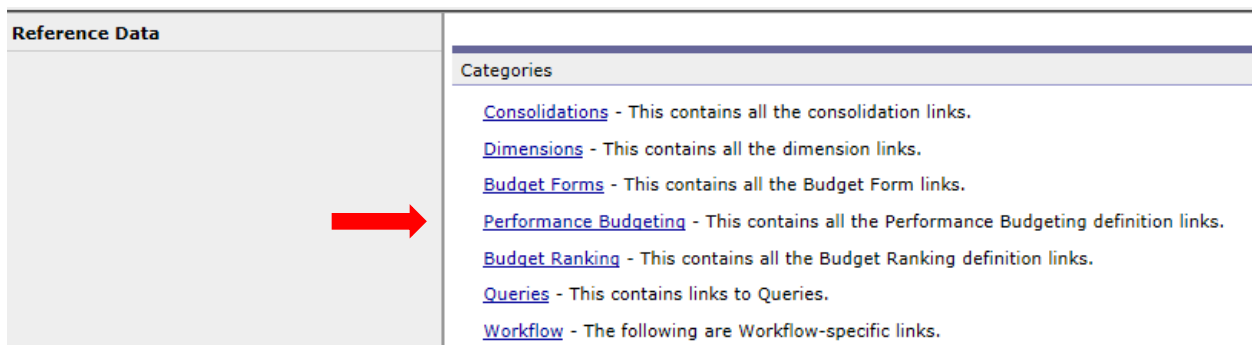 Reference Data
Categories
Consolidations - This contains all the consolidation links.
Dimensions - This contains all the dimension links.
Budget Forms - This contains all the Budget Form links.
Performance Budgeting - This contains all the Performance Budgeting definition links.
Budget Ranking - This contains all the Budget Ranking definition links.
Queries - This contains links to Queries.
Workflow - The following are Workflow-specific links.